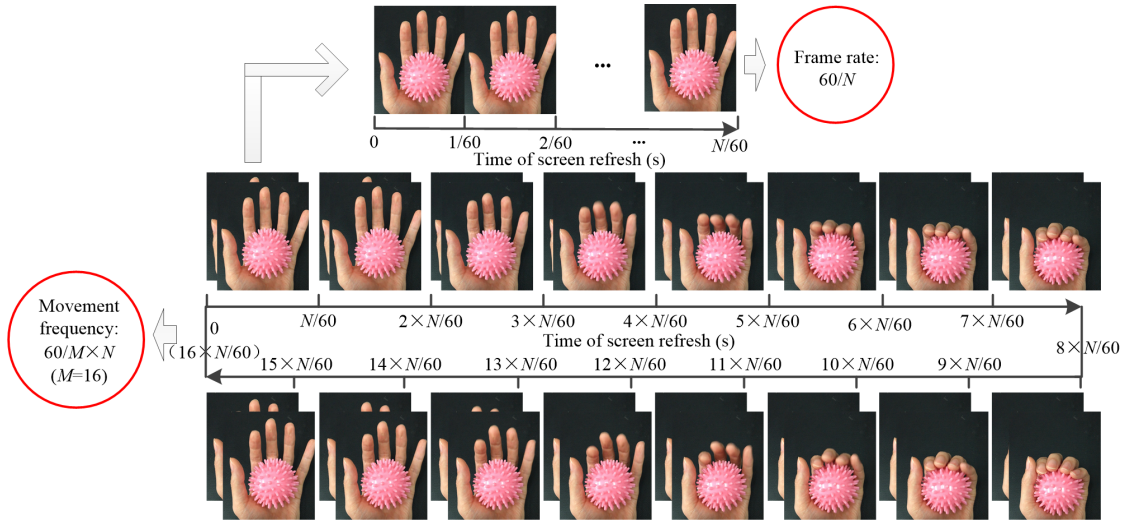 ...
Frame rate:
60/N
0
1/60
2/60
...
N/60
Time of screen refresh (s)
Movement
frequency:
60/M×N
(M=16)
0
N/60
2×N/60
3×N/60
4×N/60
5×N/60
6×N/60
7×N/60
Time of screen refresh (s)
8×N/60
（16×N/60）
15×N/60
14×N/60
13×N/60
12×N/60
11×N/60
10×N/60
9×N/60